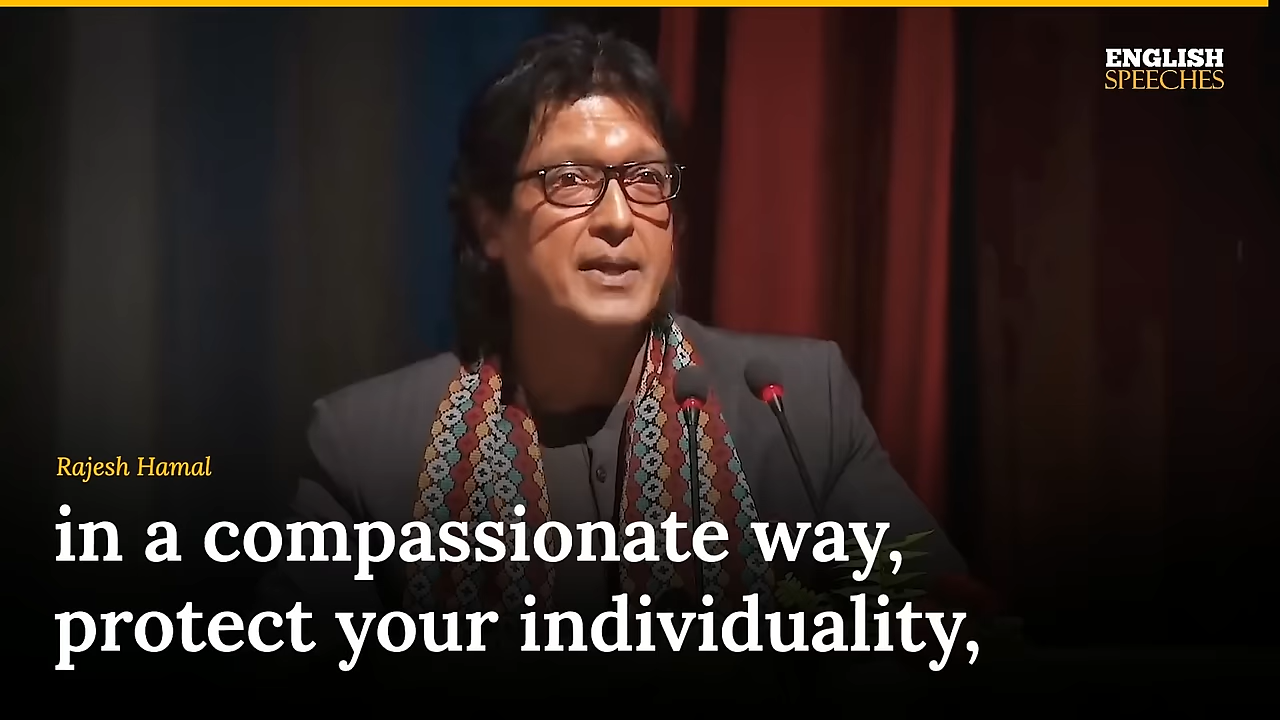 ENGLISH
SPEECHES
Rajesh Hamal
in a compassionate way,
protect your individuality,